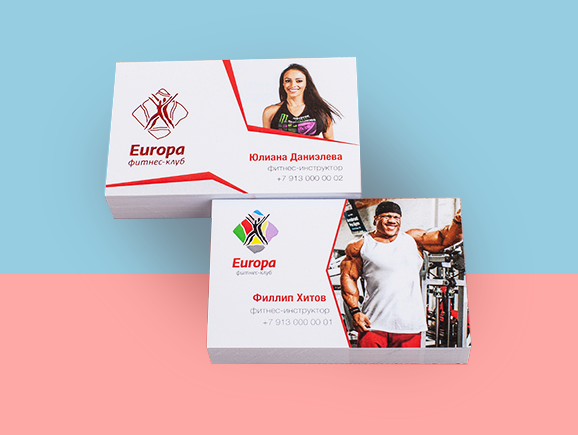 Europa
фитнес-клуб
Юлиана Даниэлева
фитнес-инструктор
+7 913 000 00 02
Europa
фитнес-клуб
Филлип Хитов
фитнес-инструктор
+7 913 000 00 01